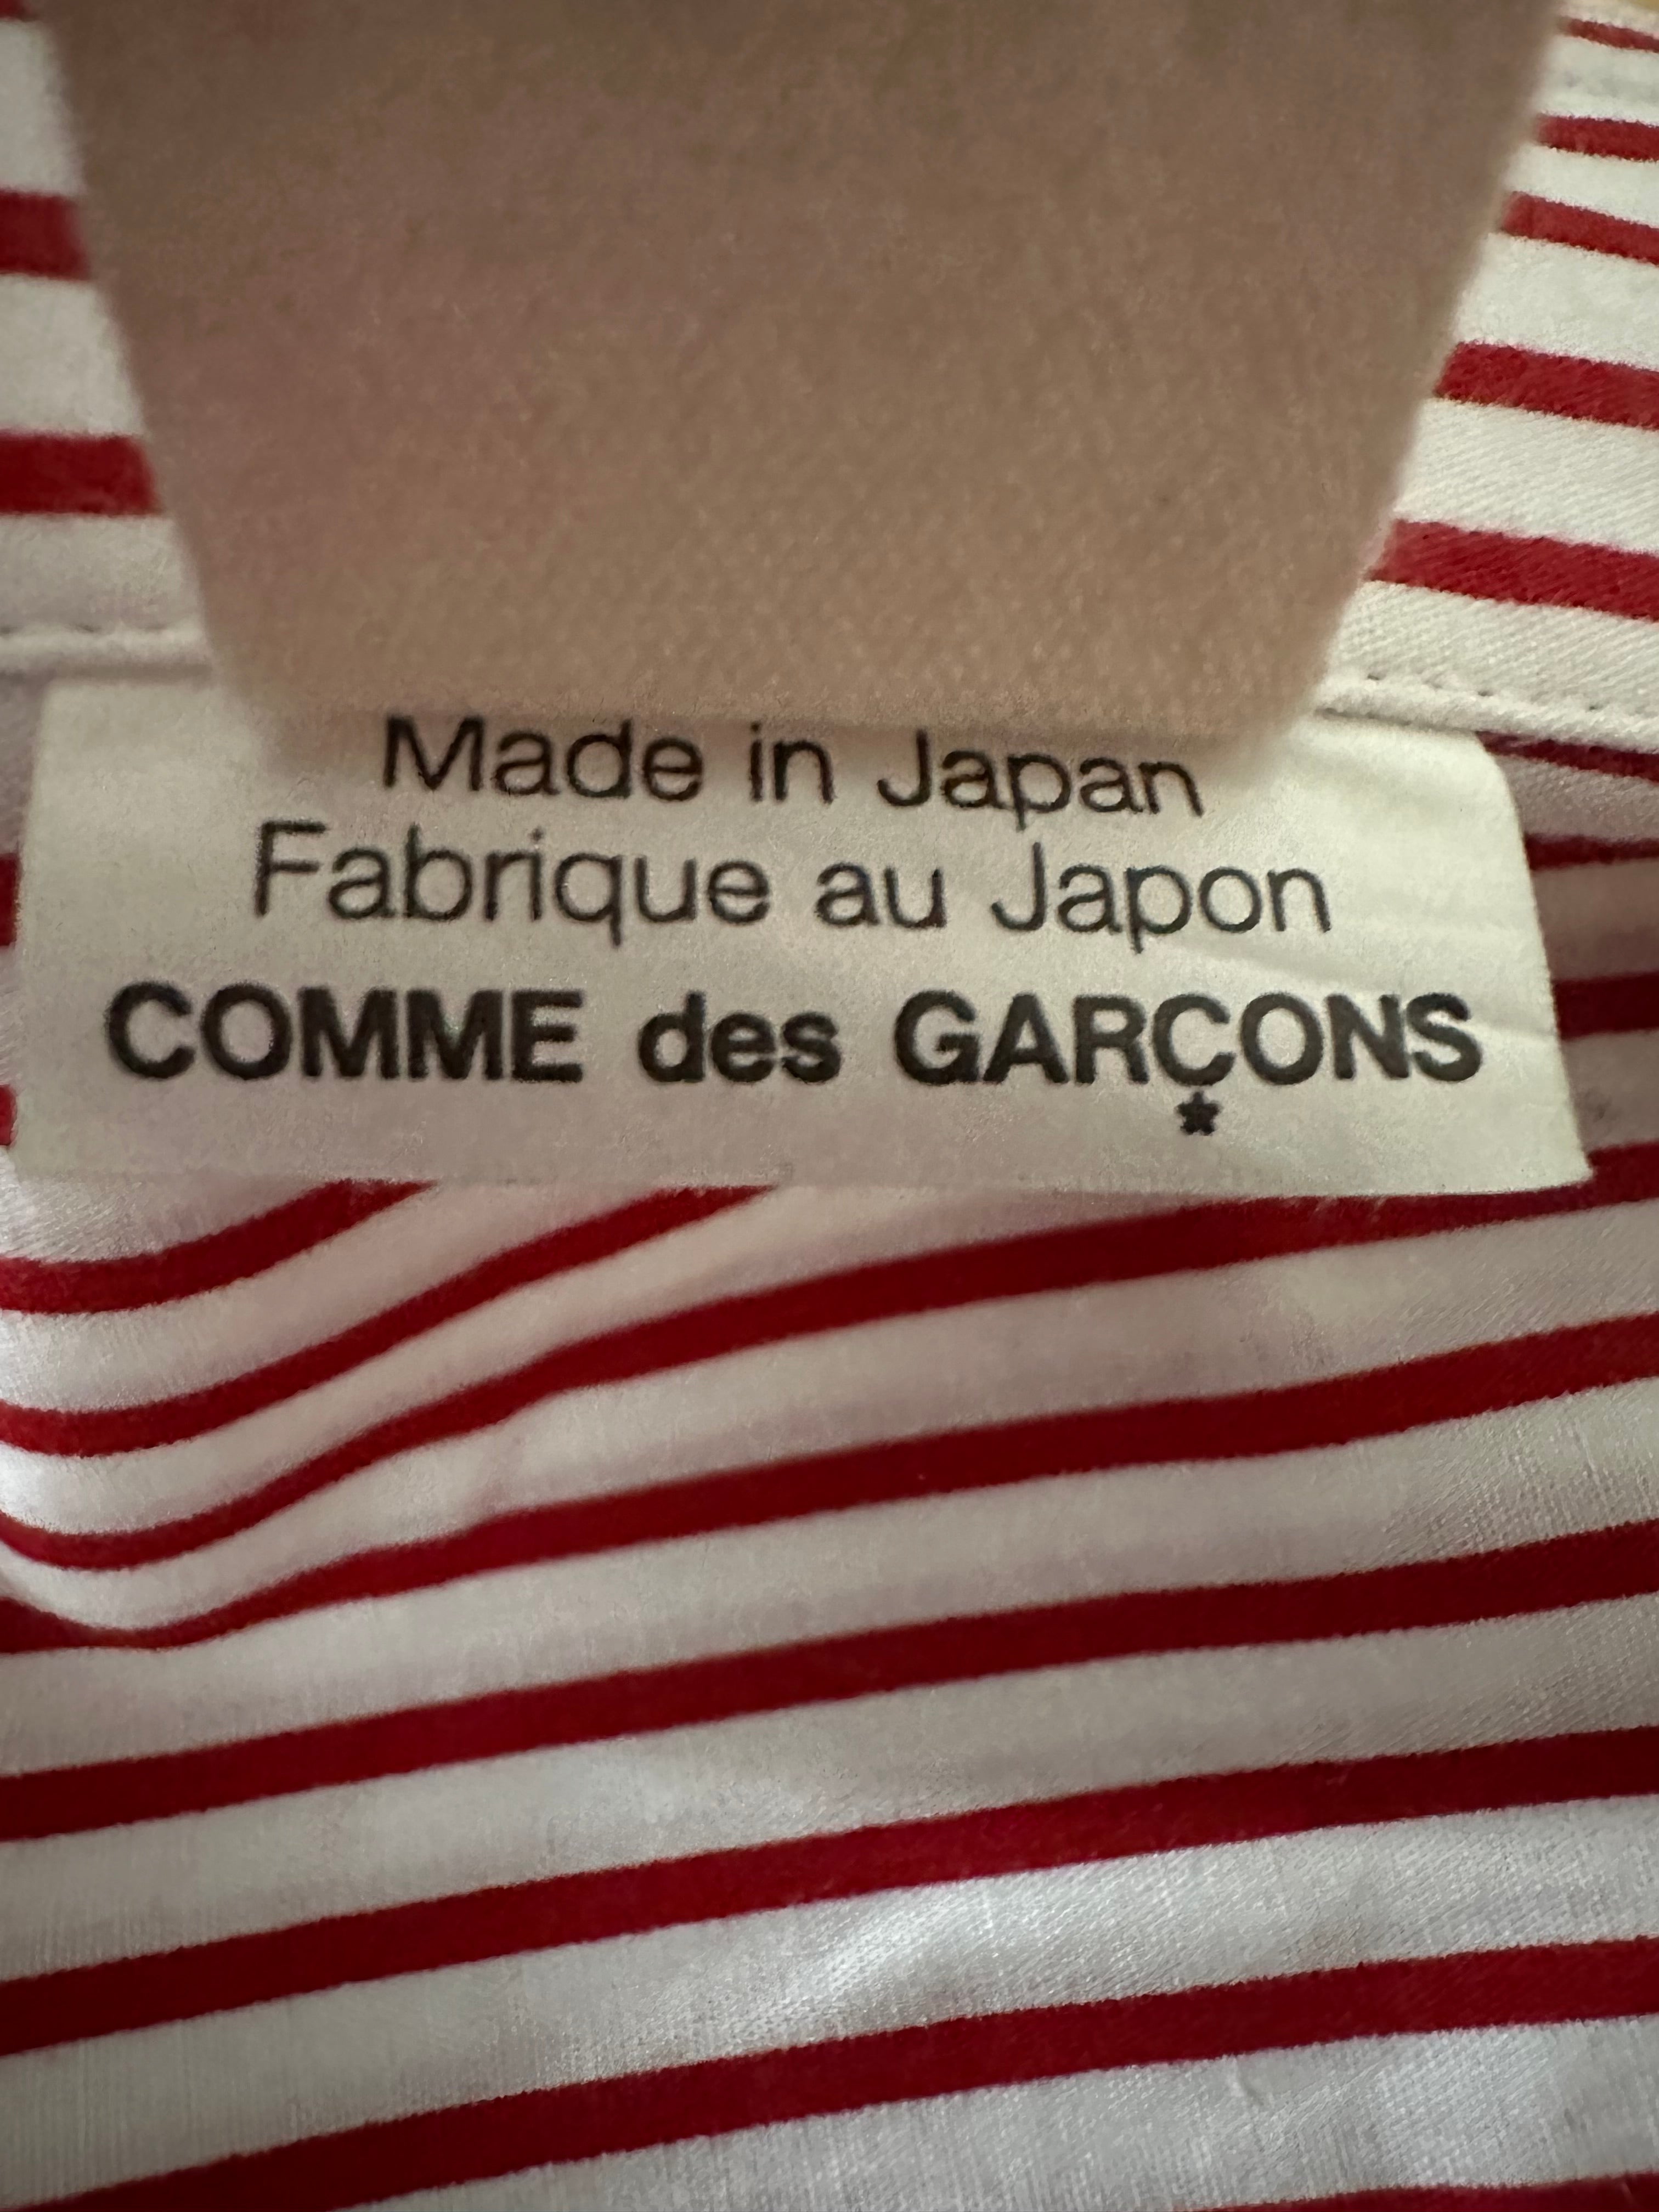 Made in Japan
Fabrique au Japon
COMME des GARÇONS